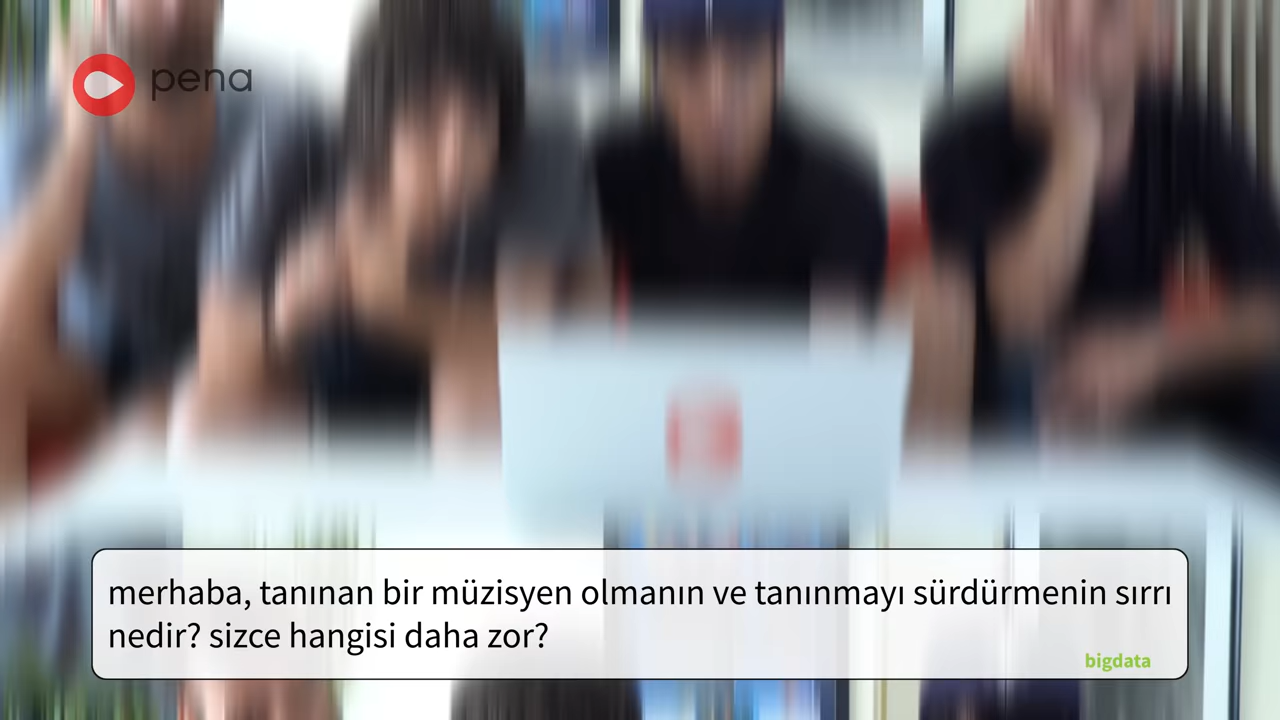 pena
merhaba, tanınan bir müzisyen olmanın ve tanınmayı sürdürmenin sırrı
nedir? sizce hangisi daha zor?
bigdata